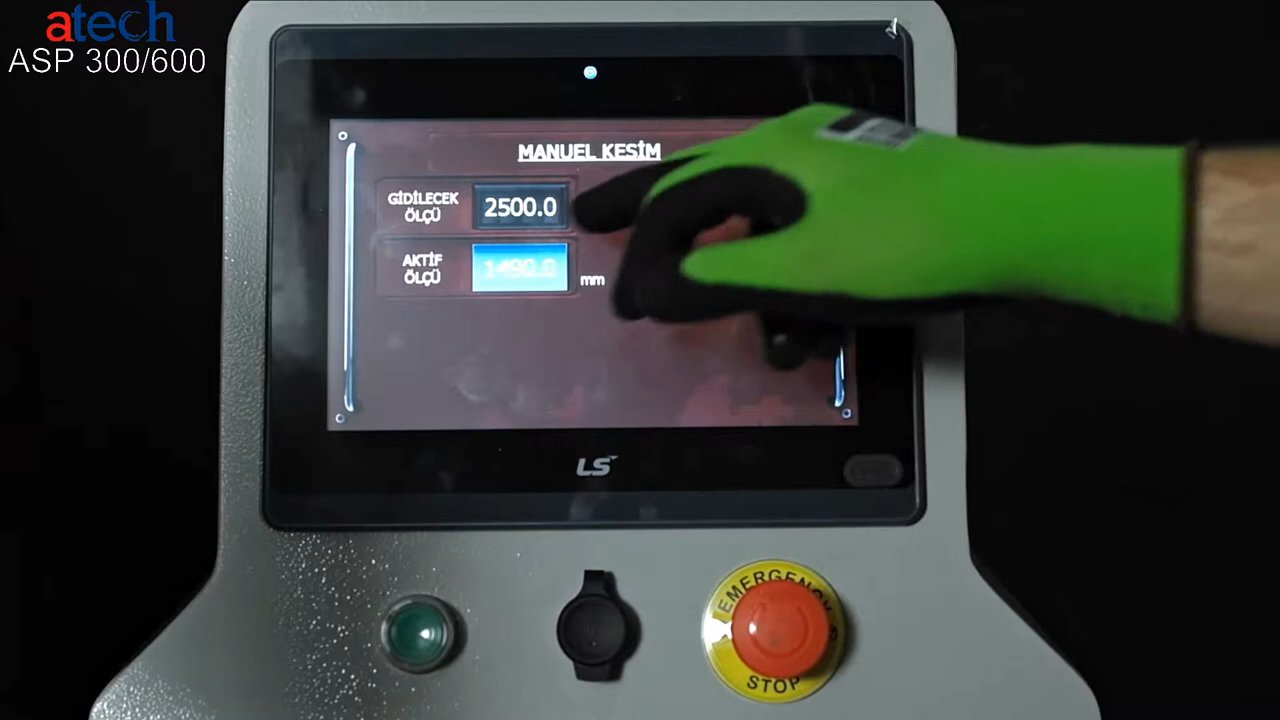 atech
ASP 300/600
MANUEL KESİM
GİDİLECEK
ÖLÇÜ
2500.0
AKTİF
ÖLÇÜ
1490.0
mm
LS
EMERGENCY
STOP